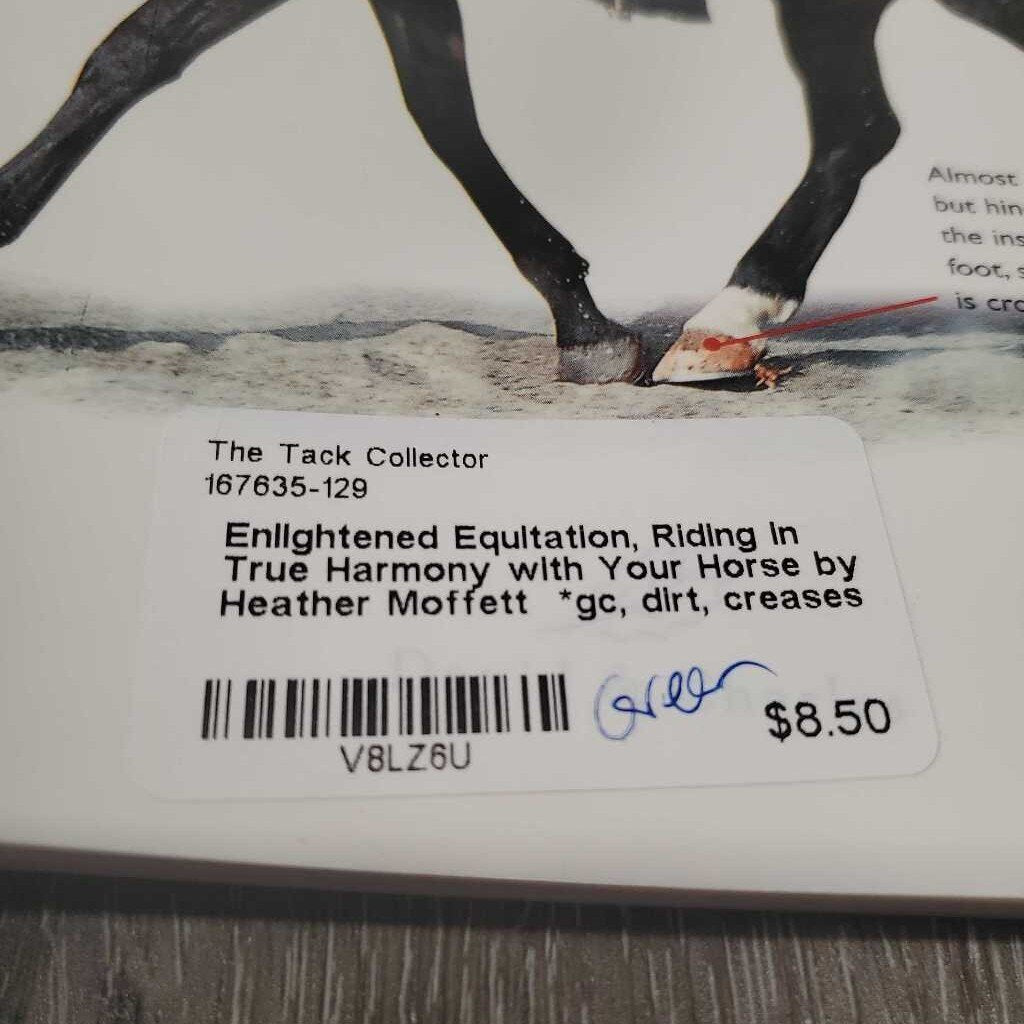 Almost
but hin
the ins
foot, s
is cro
The Tack Collector
167635-129
Enlightened Equitation, Riding In
True Harmony with Your Horse by
Heather Moffett *gc, dirt, creases
Green
$8.50
V8LZ6U